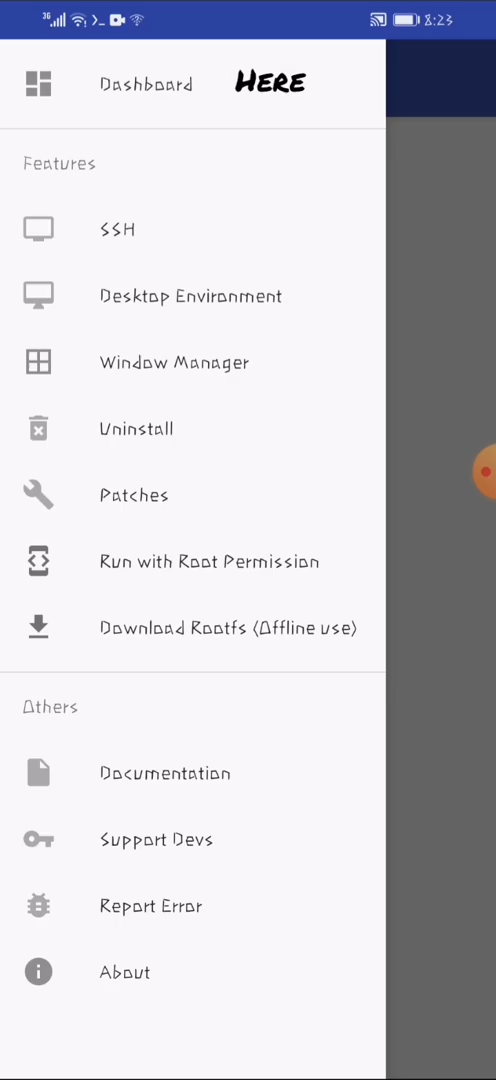 3G 8:23
Dashboard HERE
Features
SSH
Desktop Environment
Window Manager
Uninstall
Patches
Run with Root Permission
Download Rootfs (Offline use)
Others
Documentation
Support Devs
Report Error
About